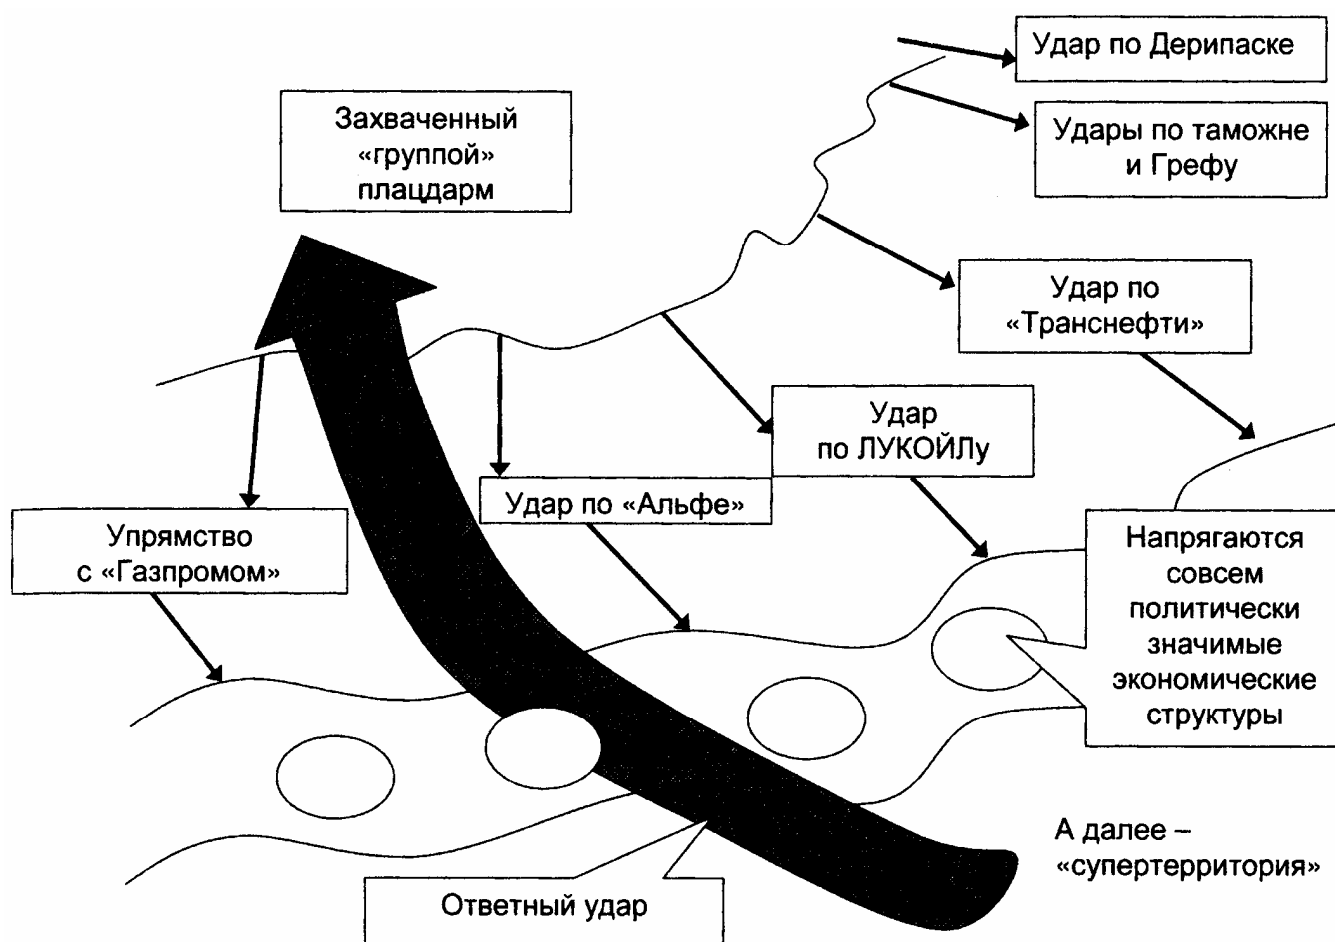 Удар по Дерипаске
Захваченный
«группой»
плацдарм
Удары по таможне
и Грефу
Удар по
«Транснефти»
Удар
по ЛУКОЙЛу
Удар по «Альфе»
Упрямство
с «Газпромом»
Напрягаются
совсем
политически
значимые
экономические
структуры
А далее –
«супертерритория»
Ответный удар